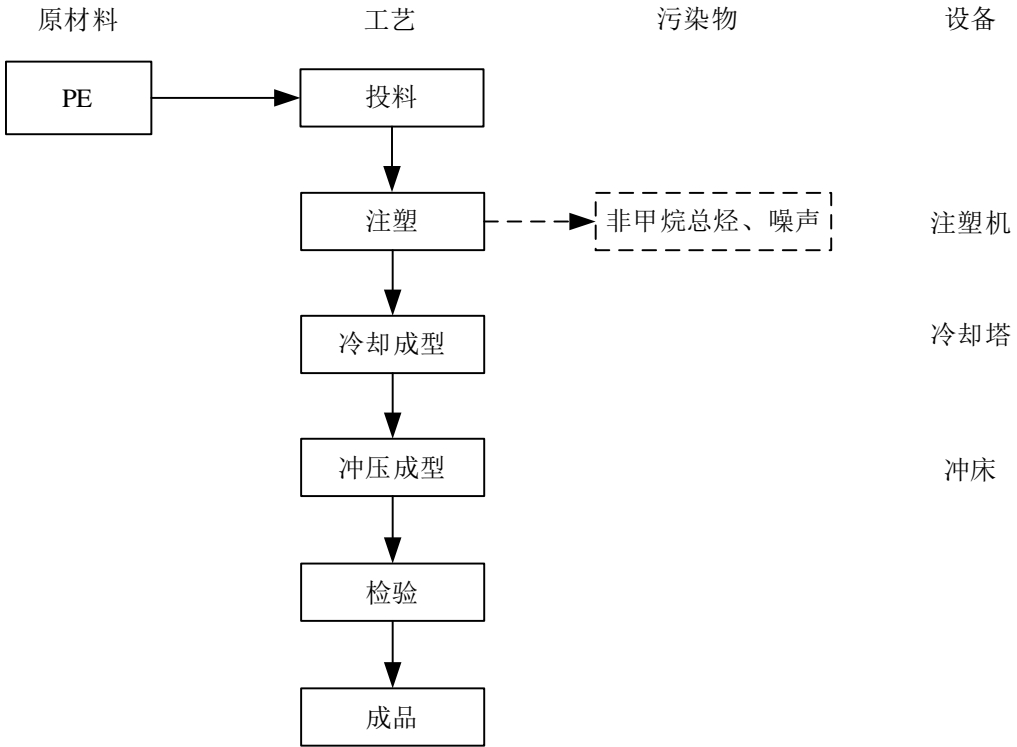 原材料 工艺 污染物 设备
PE 投料
注塑 非甲烷总烃、噪声 注塑机
冷却成型 冷却塔
冲压成型 冲床
检验
成品